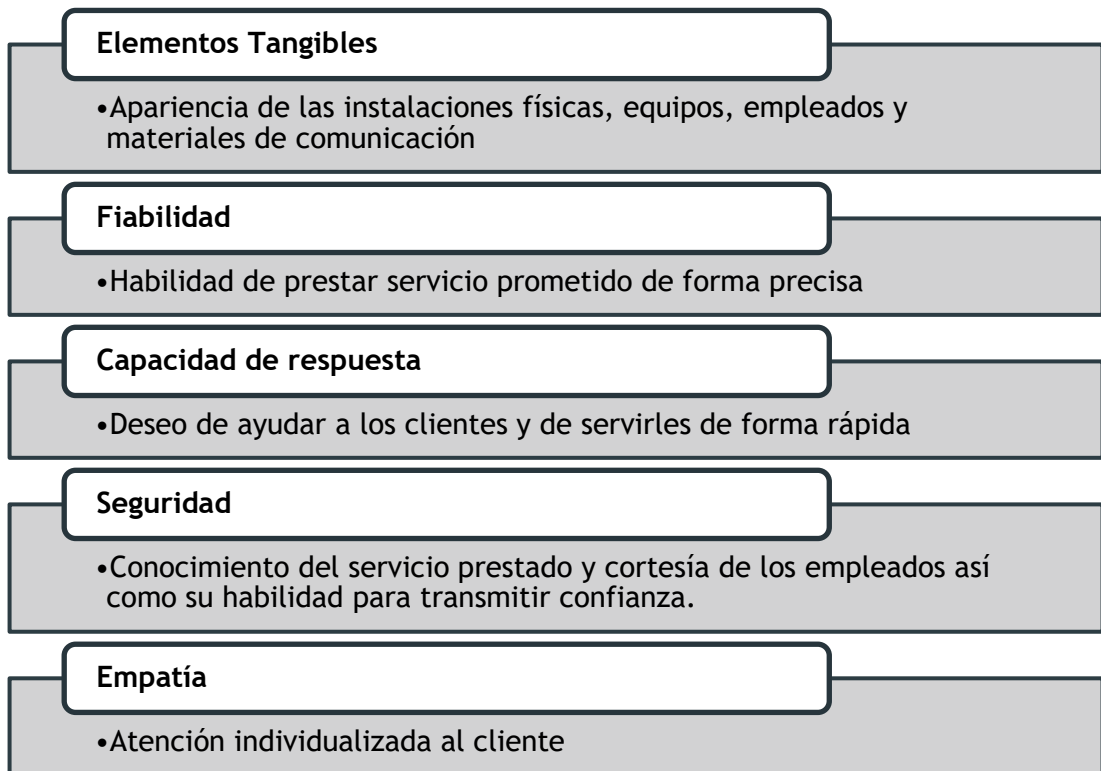 Elementos Tangibles
•Apariencia de las instalaciones físicas, equipos, empleados y
materiales de comunicación
Fiabilidad
•Habilidad de prestar servicio prometido de forma precisa
Capacidad de respuesta
•Deseo de ayudar a los clientes y de servirles de forma rápida
Seguridad
•Conocimiento del servicio prestado y cortesía de los empleados así
como su habilidad para transmitir confianza.
Empatía
•Atención individualizada al cliente